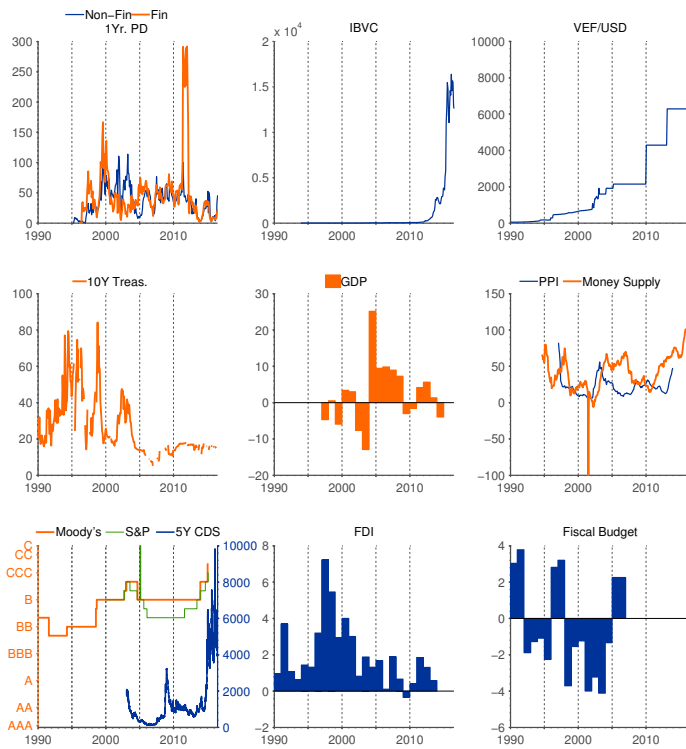 Non−Fin Fin
1Yr. PD
300
250
200
150
100
50
0
1990 2000 2010
IBVC
x 10^4
2
1.5
1
0.5
0
1990 2000 2010
VEF/USD
10000
8000
6000
4000
2000
0
1990 2000 2010
10Y Treas.
100
80
60
40
20
0
1990 2000 2010
GDP
30
20
10
0
−10
−20
1990 2000 2010
PPI Money Supply
150
100
50
0
−50
−100
1990 2000 2010
Moody's S&P 5Y CDS
C
CC
CCC
B
BB
BBB
A
AA
AAA
10000
8000
6000
4000
2000
0
1990 2000 2010
FDI
8
6
4
2
0
−2
1990 2000 2010
Fiscal Budget
4
2
0
−2
−4
−6
1990 2000 2010